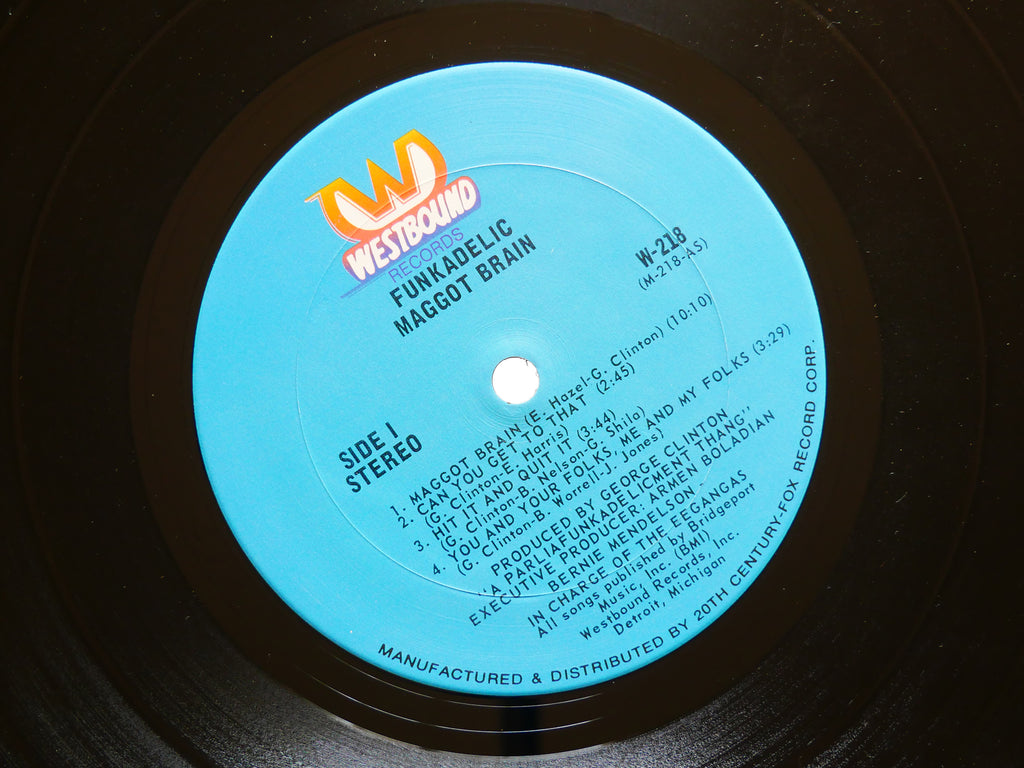 WESTBOUND
RECORDS
FUNKADELIC
MAGGOT BRAIN
W-218
(M-218-AS)
SIDE I
STEREO
1. MAGGOT BRAIN (E. Hazel-G. Clinton) (10:10)
2. CAN YOU GET TO THAT (2:45)
(G. Clinton-E. Harris)
3. HIT IT AND QUIT IT (3:44)
(G. Clinton-B. Nelson-G. Shilo)
4. YOU AND YOUR FOLKS, ME AND MY FOLKS (3:29)
(G. Clinton-B. Worrell-J. Jones)
PRODUCED BY GEORGE CLINTON
"A PARLIAFUNKADELICMENT THANG"
EXECUTIVE PRODUCER: ARMEN BOLADIAN
BERNIE MENDELSON
IN CHARGE OF THE EEGANGAS
All songs published by Bridgeport
Music, Inc. (BMI)
Westbound Records, Inc.
Detroit, Michigan
MANUFACTURED & DISTRIBUTED BY 20TH CENTURY-FOX RECORD CORP.